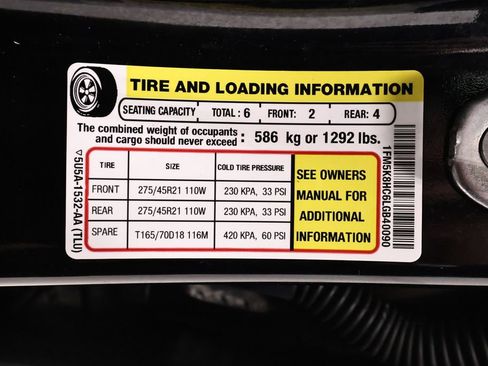 TIRE AND LOADING INFORMATION
SEATING CAPACITY TOTAL : 6 FRONT: 2 REAR: 4
The combined weight of occupants and cargo should never exceed : 586 kg or 1292 lbs.
TIRE SIZE COLD TIRE PRESSURE
FRONT 275/45R21 110W 230 KPA, 33 PSI
REAR 275/45R21 110W 230 KPA, 33 PSI
SPARE T165/70D18 116M 420 KPA, 60 PSI
SEE OWNERS
MANUAL FOR
ADDITIONAL
INFORMATION
5U5A-1532-AA (TLU)
1FM5K8HC6LGB40090